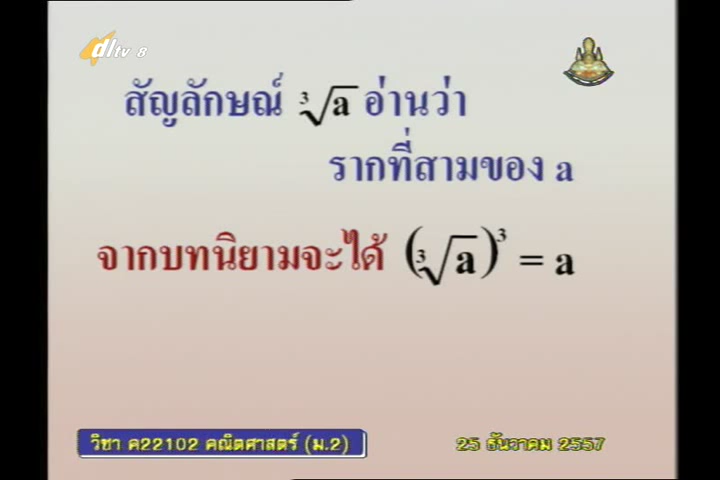 dltv 8
สัญลักษณ์ ∛a อ่านว่า
รากที่สามของ a
จากบทนิยามจะได้ (∛a)³ = a
วิชา ค22102 คณิตศาสตร์ (ม.2)
25 ธันวาคม 2557